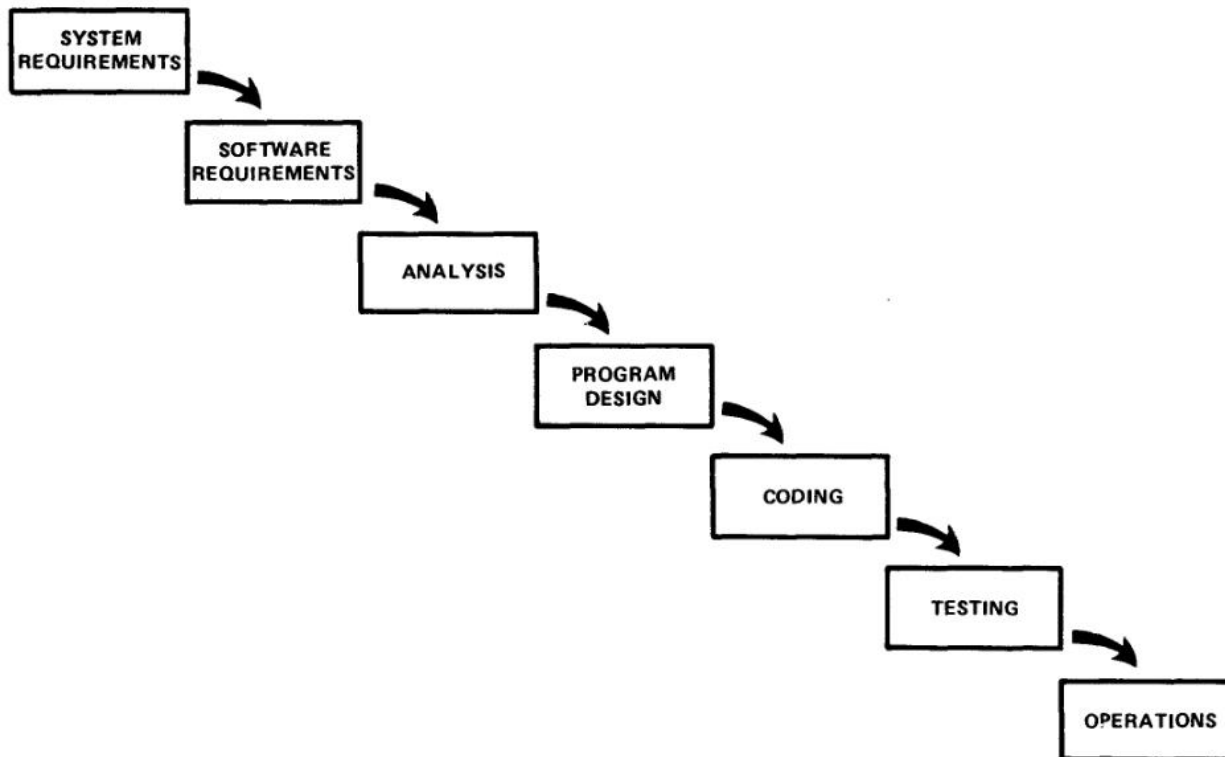 SYSTEM
REQUIREMENTS
SOFTWARE
REQUIREMENTS
ANALYSIS
PROGRAM
DESIGN
CODING
TESTING
OPERATIONS